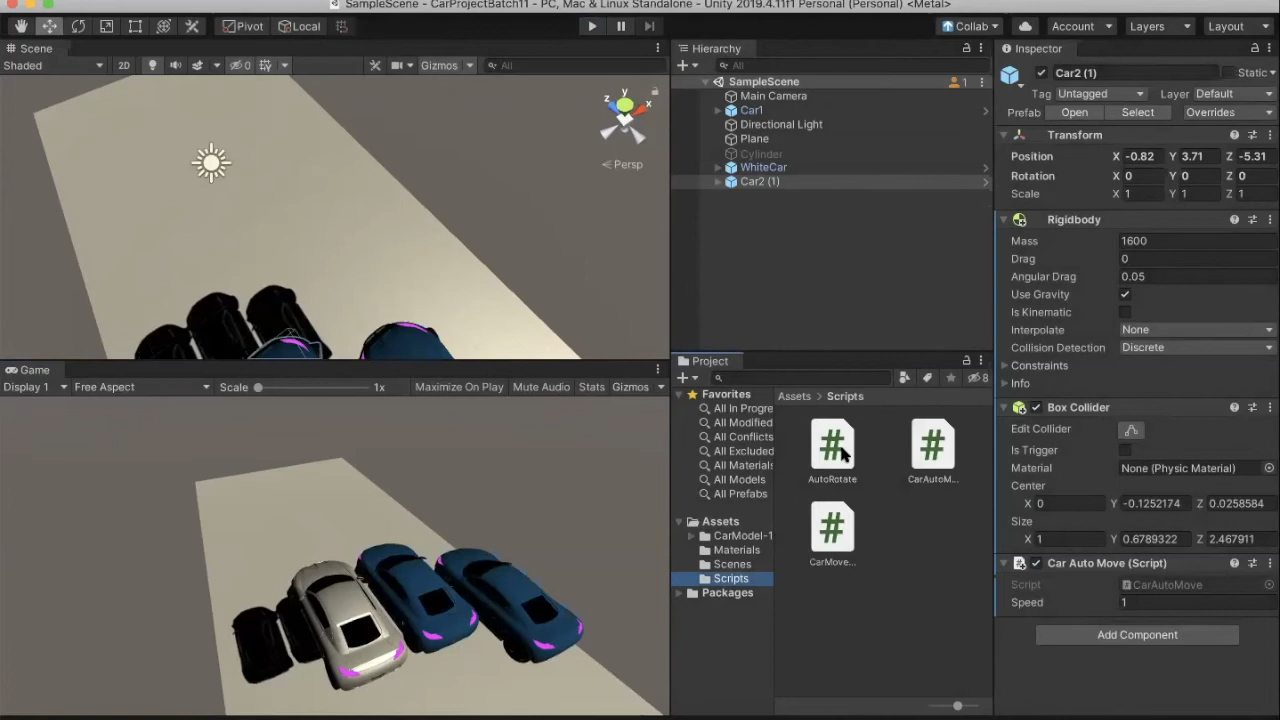 SampleScene - CarProjectBatch11 - PC, Mac & Linux Standalone - Unity 2019.4.11f1 Personal (Personal) <Metal>
Pivot
Local
Collab
Account
Layers
Layout
Scene
Shaded
2D
0
Gizmos
All
y
z
x
Persp
Game
Display 1
Free Aspect
Scale
1x
Maximize On Play
Mute Audio
Stats
Gizmos
Hierarchy
All
SampleScene
1
Main Camera
Car1
Directional Light
Plane
Cylinder
WhiteCar
Car2 (1)
Project
8
Favorites
All In Progre
All Modified
All Conflicts
All Excluded
All Materials
All Models
All Prefabs
Assets
CarModel-1
Materials
Scenes
Scripts
Packages
Assets > Scripts
#
#
AutoRotate
CarAutoM...
#
CarMove...
Inspector
Car2 (1)
Static
Tag Untagged
Layer Default
Prefab Open Select Overrides
Transform
Position X -0.82 Y 3.71 Z -5.31
Rotation X 0 Y 0 Z 0
Scale X 1 Y 1 Z 1
Rigidbody
Mass 1600
Drag 0
Angular Drag 0.05
Use Gravity
Is Kinematic
Interpolate None
Collision Detection Discrete
Constraints
Info
Box Collider
Edit Collider
Is Trigger
Material None (Physic Material)
Center
X 0 Y -0.1252174 Z 0.0258584
Size
X 1 Y 0.6789322 Z 2.467911
Car Auto Move (Script)
Script CarAutoMove
Speed 1
Add Component